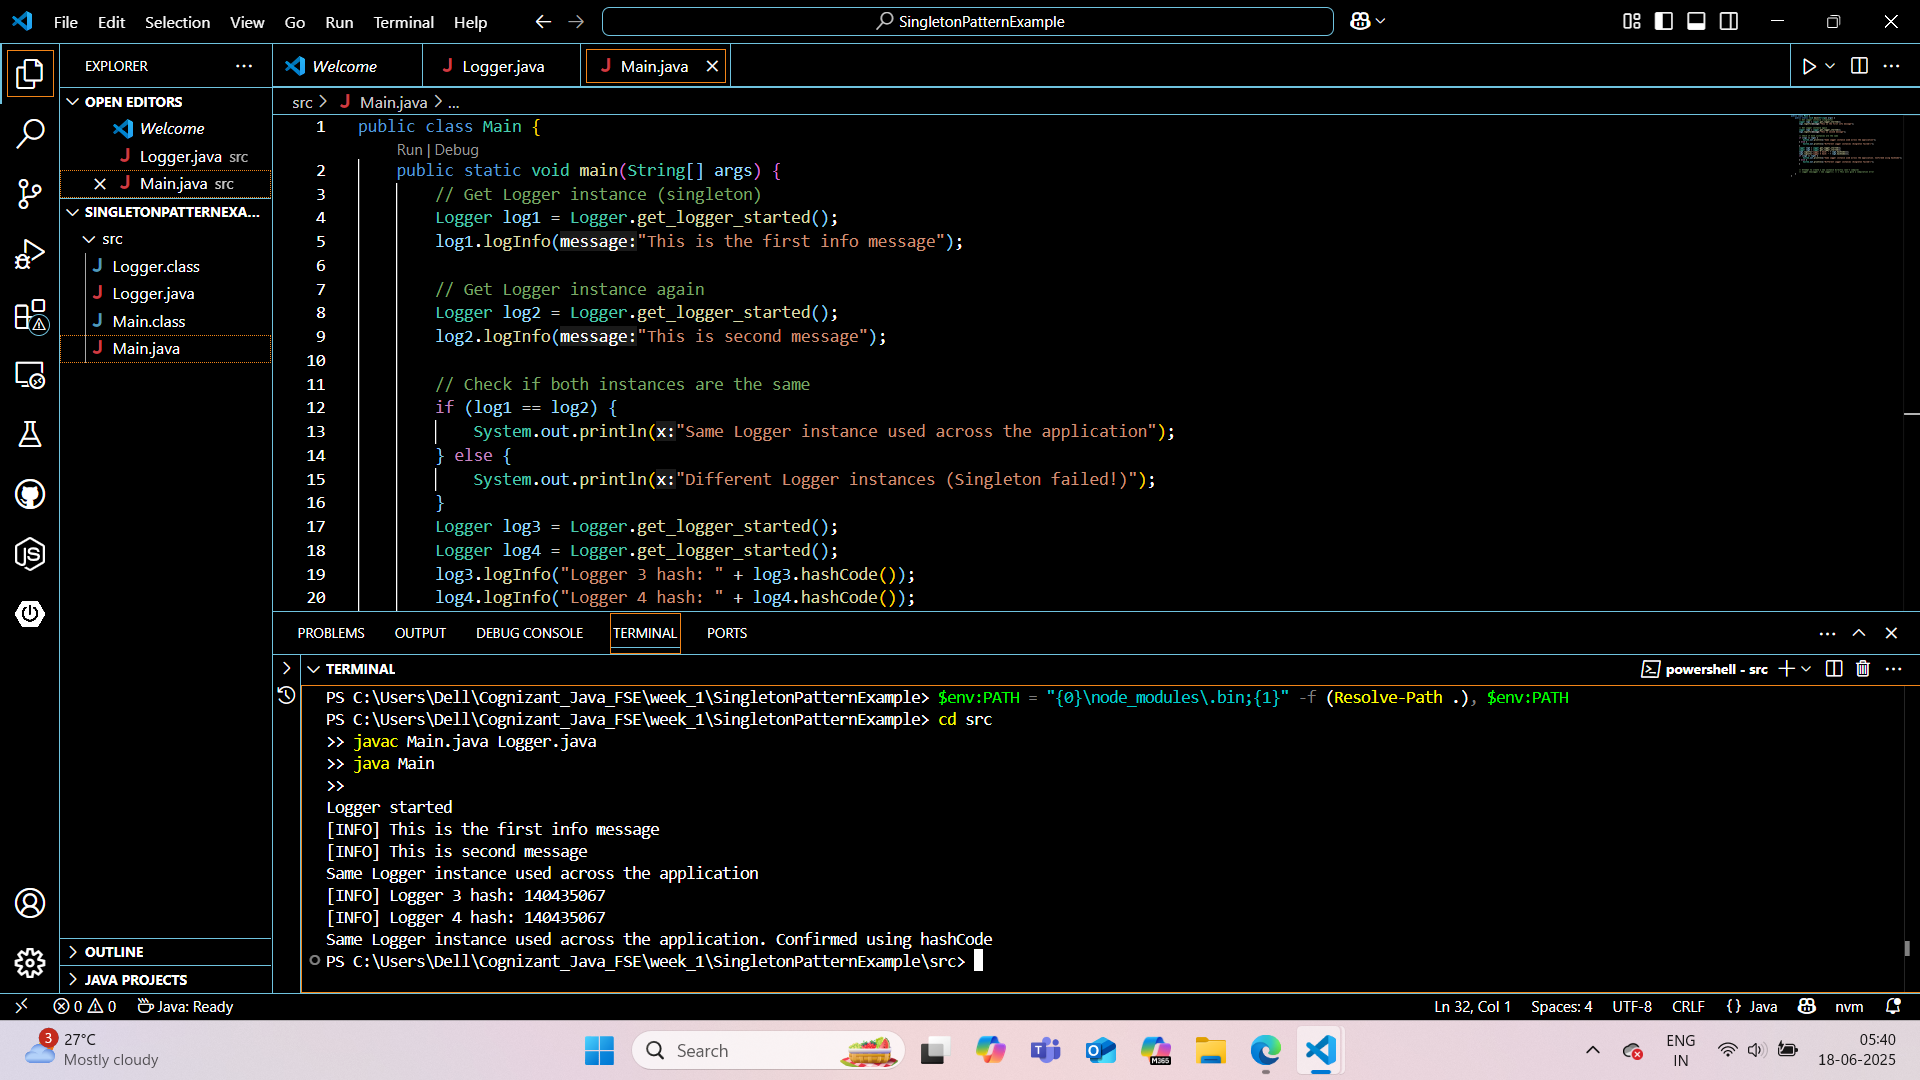 File Edit Selection View Go Run Terminal Help
SingletonPatternExample
EXPLORER
OPEN EDITORS
Welcome
Logger.java src
Main.java src
SINGLETONPATTERNEXA...
src
Logger.class
Logger.java
Main.class
Main.java
OUTLINE
JAVA PROJECTS
Welcome
Logger.java
Main.java
src > Main.java > ...
1 public class Main {
Run | Debug
2 public static void main(String[] args) {
3 // Get Logger instance (singleton)
4 Logger log1 = Logger.get_logger_started();
5 log1.logInfo(message:"This is the first info message");
6
7 // Get Logger instance again
8 Logger log2 = Logger.get_logger_started();
9 log2.logInfo(message:"This is second message");
10
11 // Check if both instances are the same
12 if (log1 == log2) {
13 System.out.println(x:"Same Logger instance used across the application");
14 } else {
15 System.out.println(x:"Different Logger instances (Singleton failed!)");
16 }
17 Logger log3 = Logger.get_logger_started();
18 Logger log4 = Logger.get_logger_started();
19 log3.logInfo("Logger 3 hash: " + log3.hashCode());
20 log4.logInfo("Logger 4 hash: " + log4.hashCode());
PROBLEMS OUTPUT DEBUG CONSOLE TERMINAL PORTS
TERMINAL
powershell - src
PS C:\Users\Dell\Cognizant_Java_FSE\week_1\SingletonPatternExample> $env:PATH = "{0}\node_modules\.bin;{1}" -f (Resolve-Path .), $env:PATH
PS C:\Users\Dell\Cognizant_Java_FSE\week_1\SingletonPatternExample> cd src
>> javac Main.java Logger.java
>> java Main
>>
Logger started
[INFO] This is the first info message
[INFO] This is second message
Same Logger instance used across the application
[INFO] Logger 3 hash: 140435067
[INFO] Logger 4 hash: 140435067
Same Logger instance used across the application. Confirmed using hashCode
PS C:\Users\Dell\Cognizant_Java_FSE\week_1\SingletonPatternExample\src>
0 0 Java: Ready
Ln 32, Col 1 Spaces: 4 UTF-8 CRLF {} Java nvm
3
27°C
Mostly cloudy
Search
M365
ENG
IN
05:40
18-06-2025